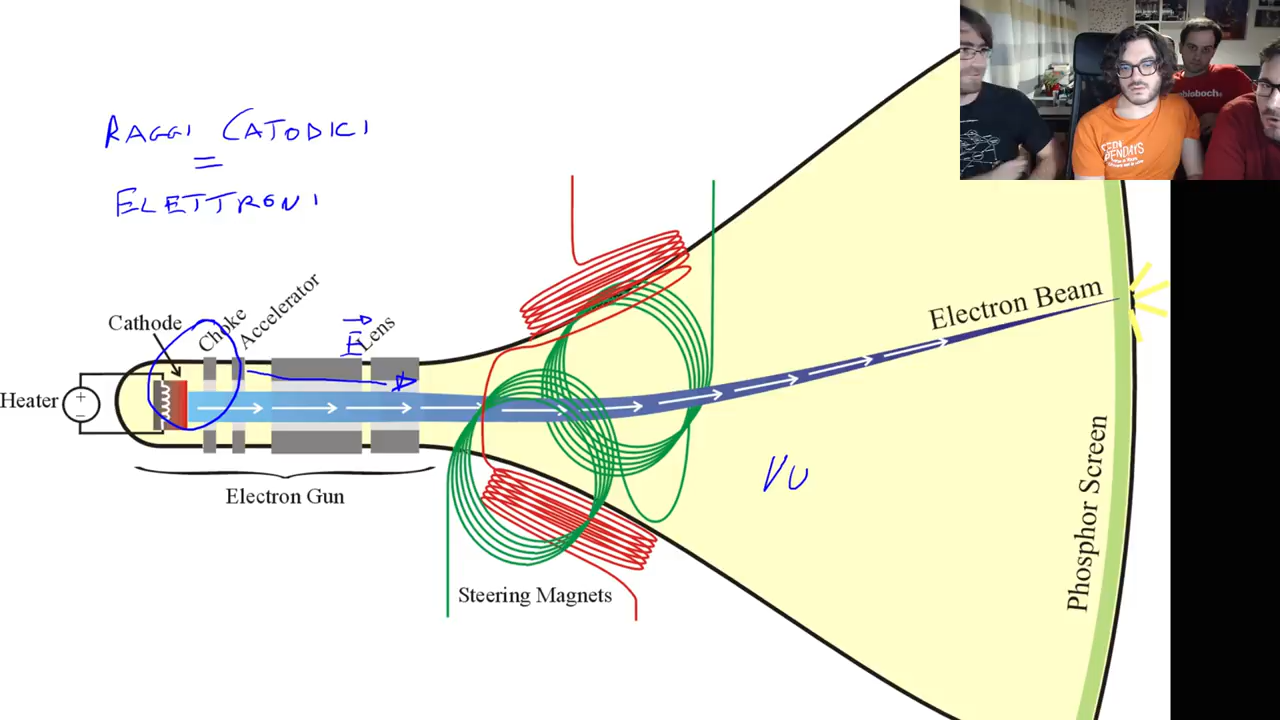 RAGGI CATODICI
=
ELETTRONI
Cathode
Choke
Accelerator
E
Lens
Heater
+
−
Electron Gun
Steering Magnets
Electron Beam
VU
Phosphor Screen